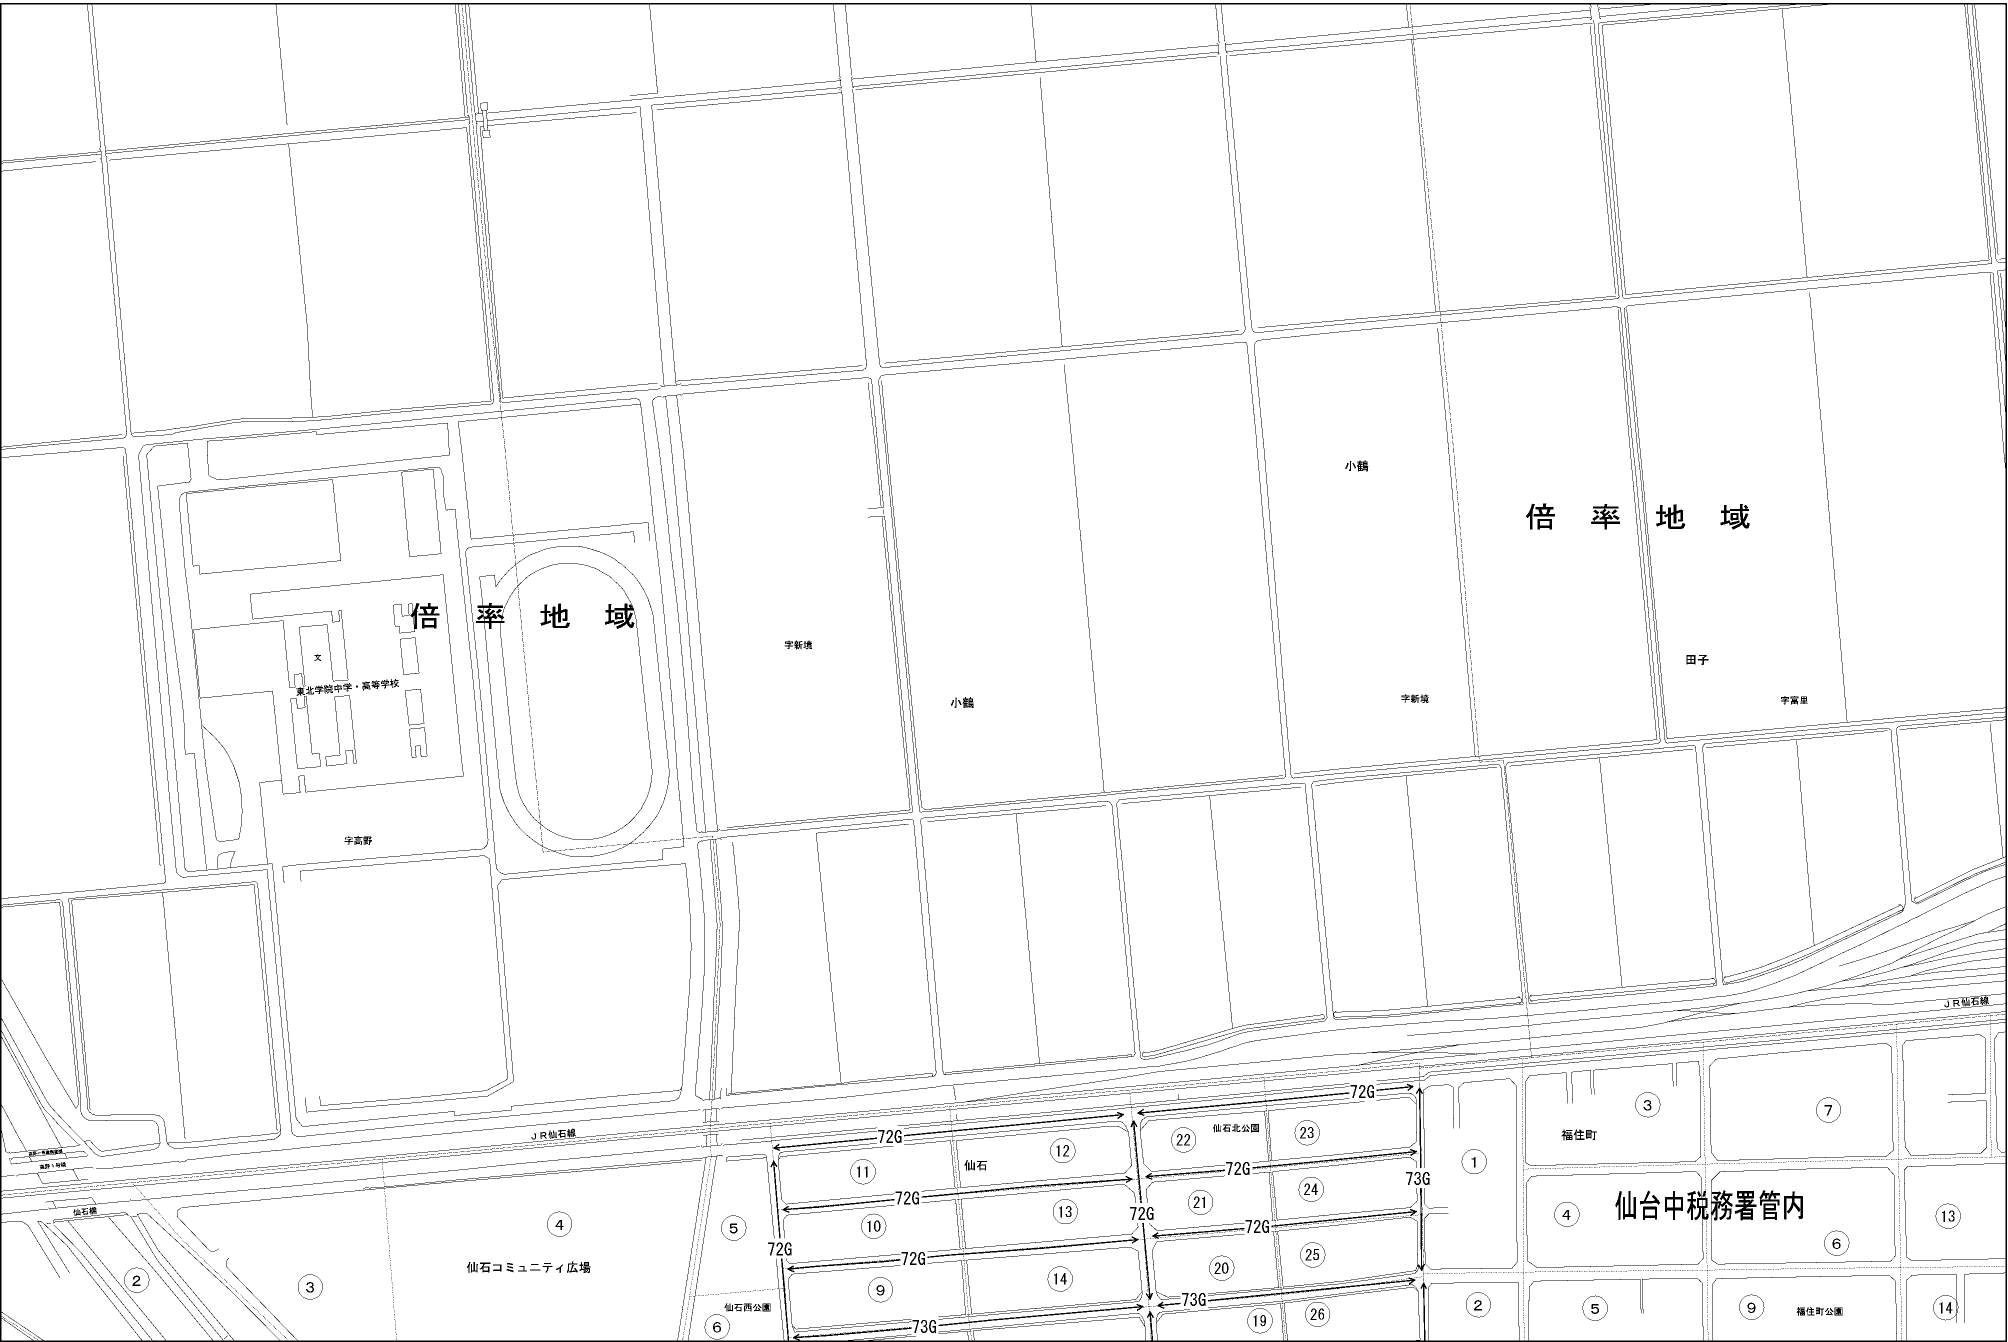 小鶴
倍率地域
倍率地域
文
東北学院中学・高等学校
字新境
小鶴
字新境
田子
字富里
字高野
ＪＲ仙石線
ＪＲ仙石線
72G
72G
③
⑦
福住町
仙石北公園
㉒
㉓
⑫
仙石
⑪
①
72G
72G
73G
仙台中税務署管内
㉑
㉔
⑬
⑩
⑤
④
仙石橋
④
⑬
⑥
72G
72G
72G
72G
仙石コミュニティ広場
②
③
⑨
⑭
⑳
㉕
73G
73G
仙石西公園
⑥
⑲
㉖
②
⑤
⑨
福住町公園
⑭